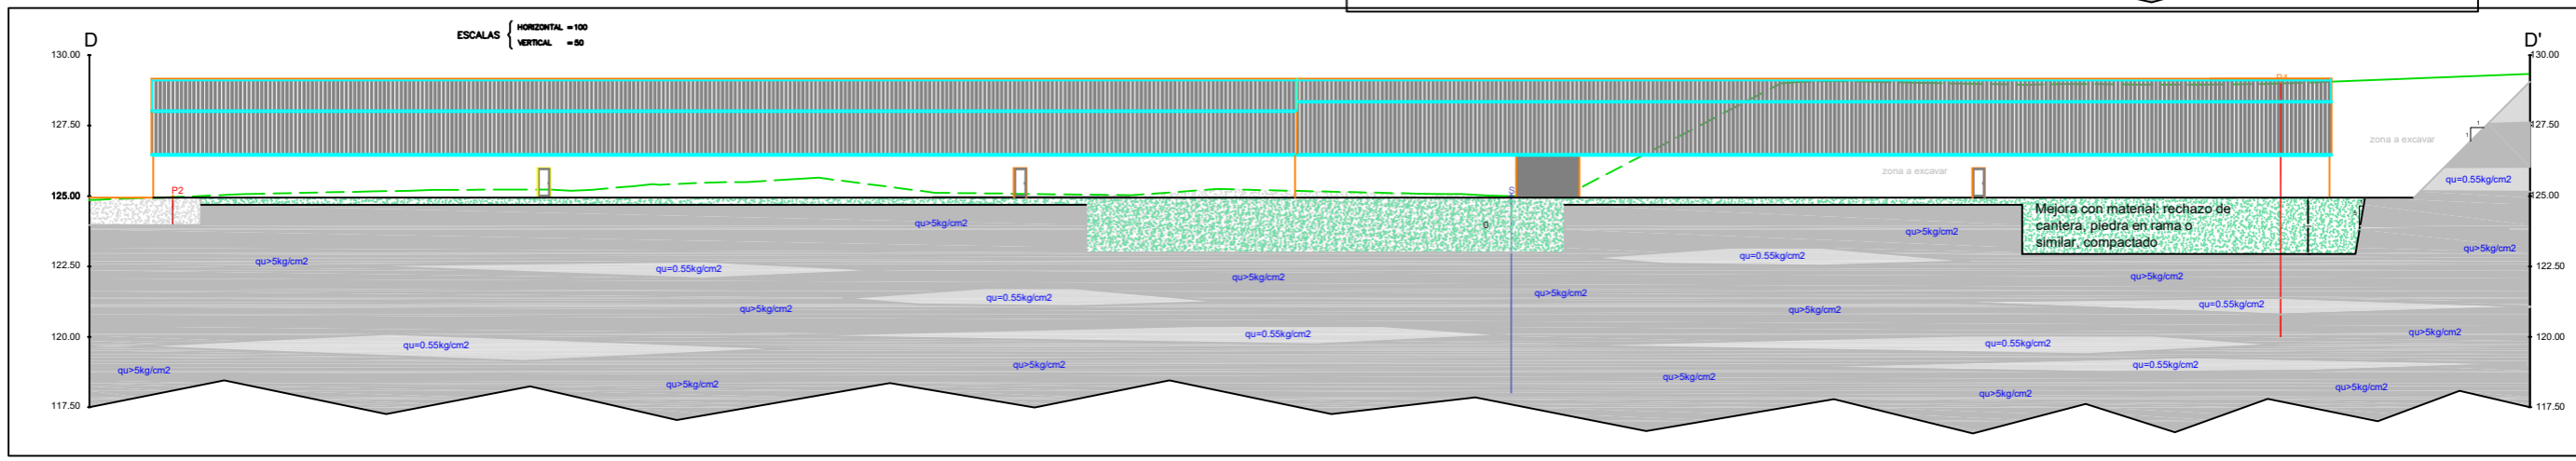 ESCALAS
HORIZONTAL = 100
VERTICAL = 50
D
D'
130.00
130.00
P4
127.50
127.50
1
1
zona a excavar
zona a excavar
qu=0.55kg/cm2
P2
S
125.00
125.00
Mejora con material: rechazo de
cantera, piedra en rama o
similar, compactado
qu>5kg/cm2
0
qu>5kg/cm2
qu>5kg/cm2
qu>5kg/cm2
qu=0.55kg/cm2
qu=0.55kg/cm2
122.50
122.50
qu>5kg/cm2
qu>5kg/cm2
qu=0.55kg/cm2
qu>5kg/cm2
qu=0.55kg/cm2
qu>5kg/cm2
qu>5kg/cm2
120.00
120.00
qu=0.55kg/cm2
qu>5kg/cm2
qu=0.55kg/cm2
qu=0.55kg/cm2
qu>5kg/cm2
qu>5kg/cm2
qu=0.55kg/cm2
qu>5kg/cm2
qu>5kg/cm2
qu>5kg/cm2
qu>5kg/cm2
117.50
117.50